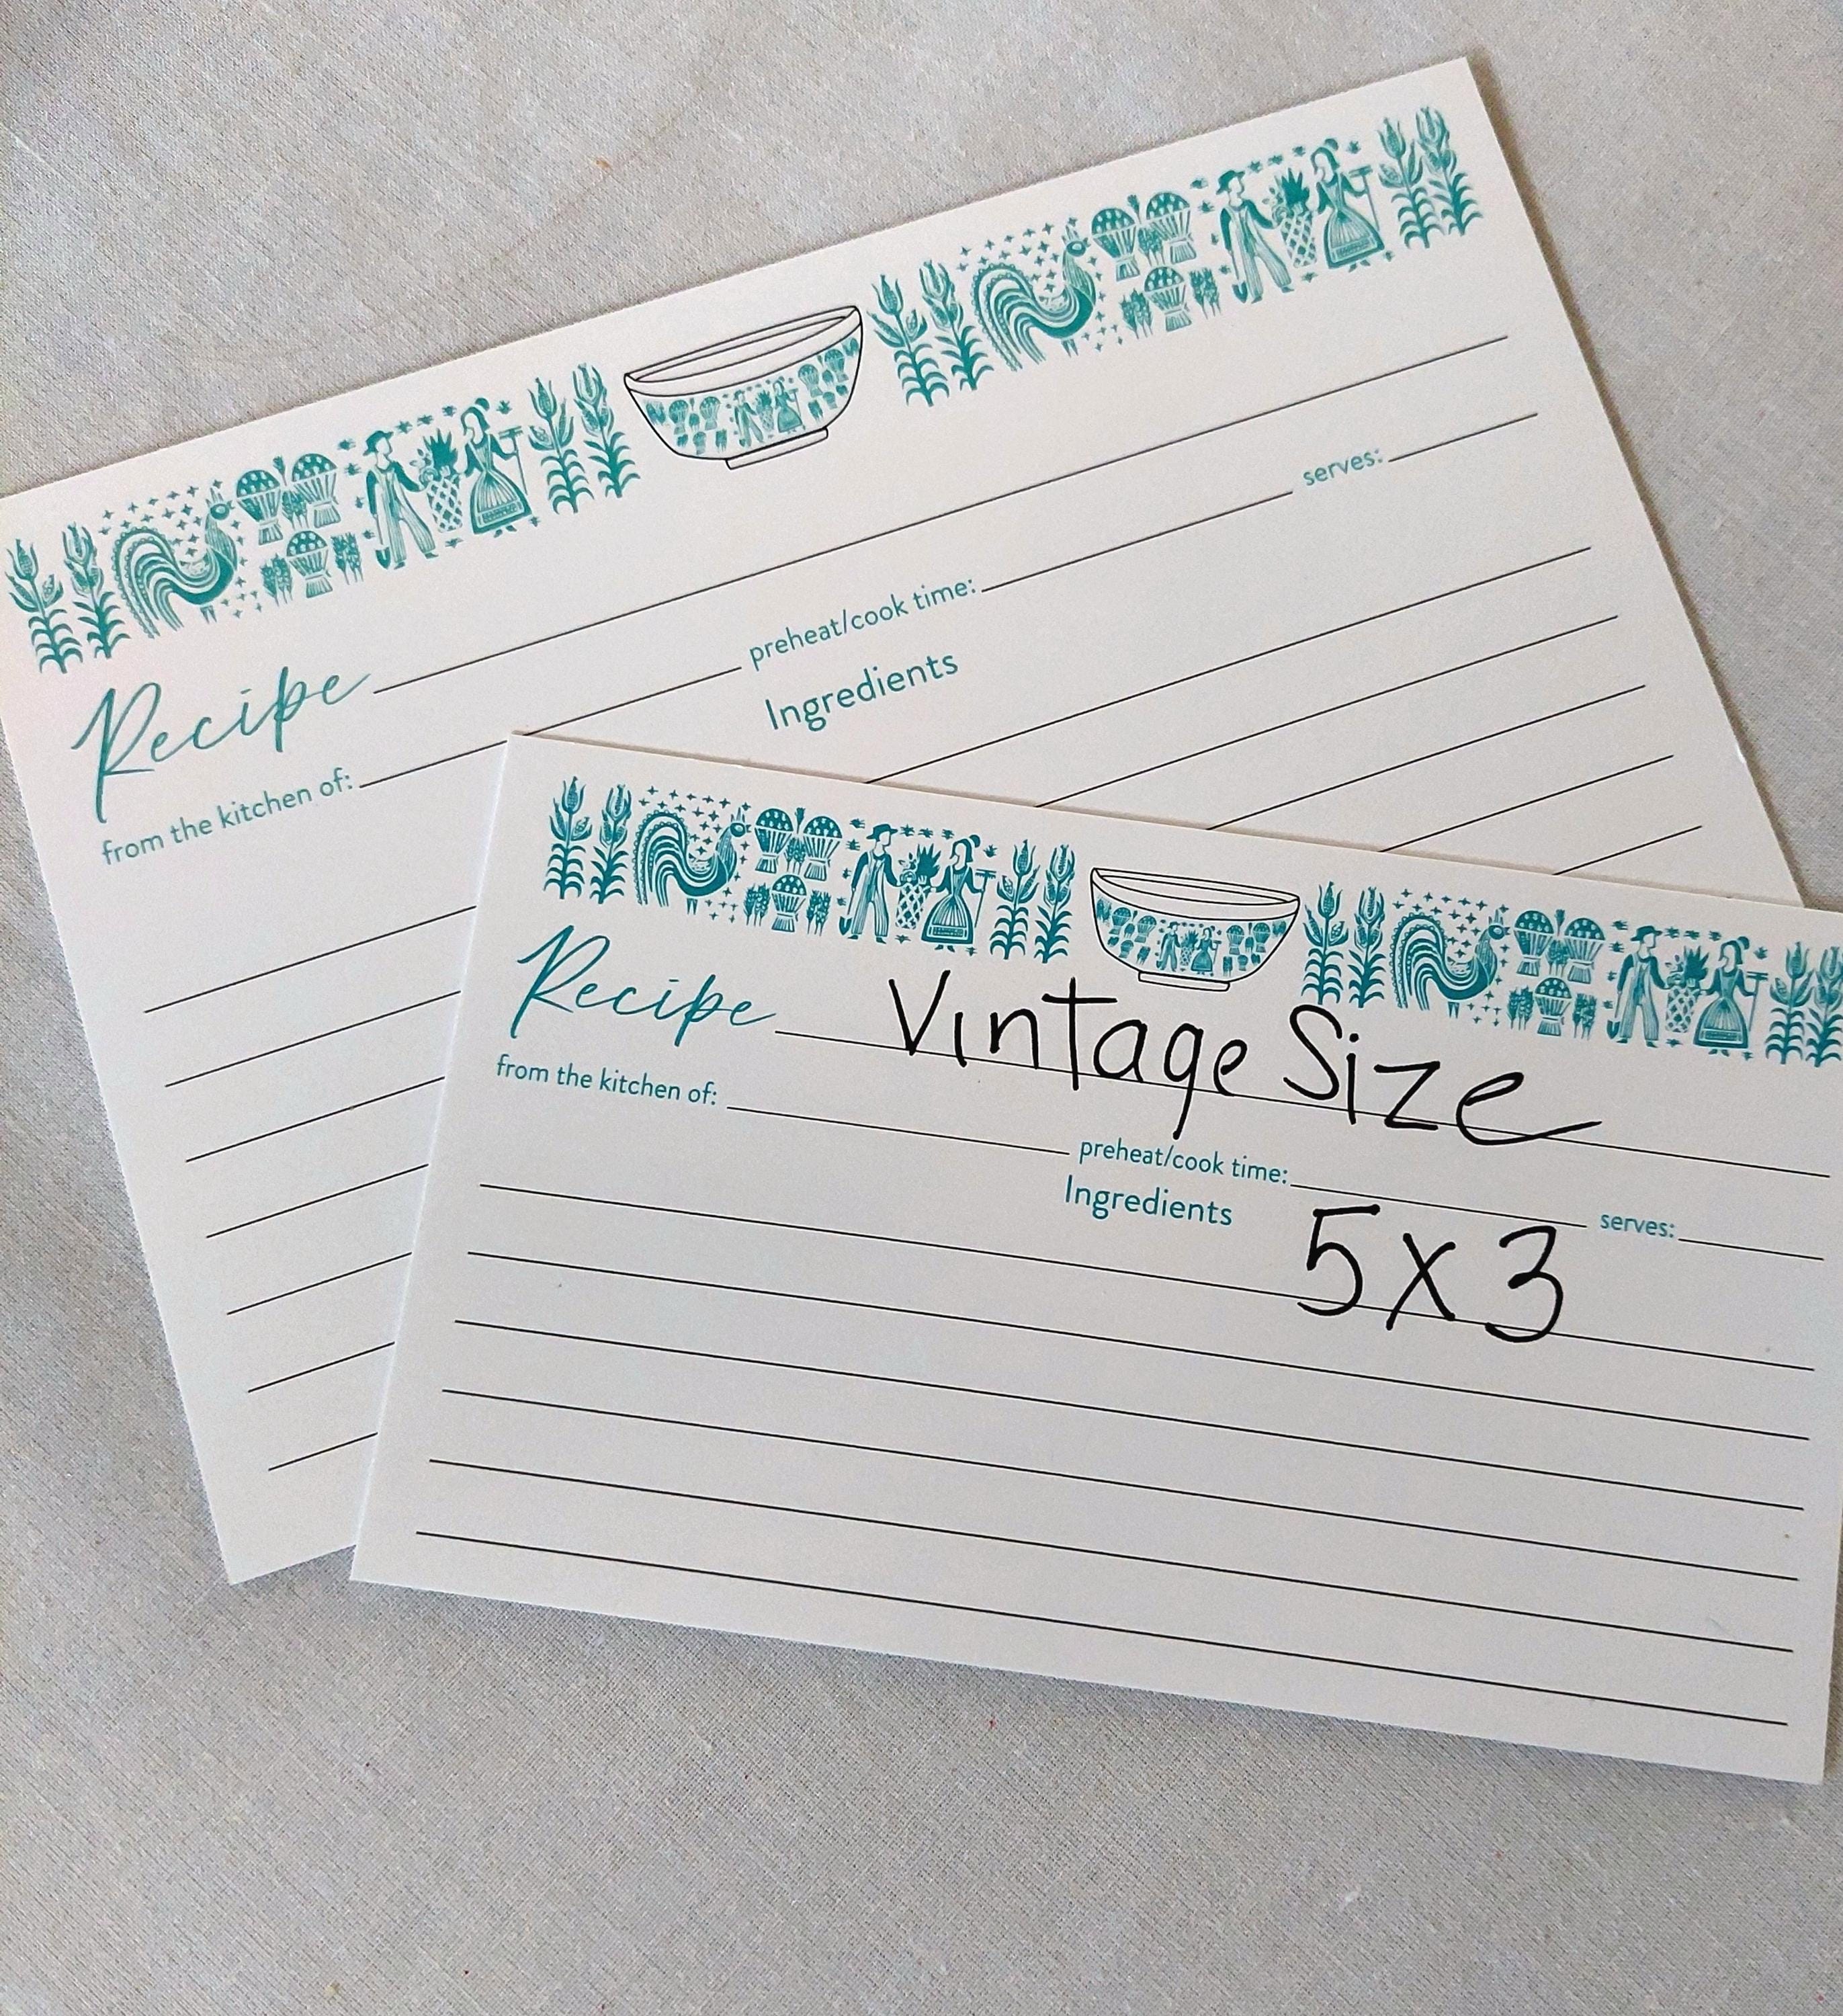 Recipe
from the kitchen of: preheat/cook time: serves:
Ingredients
Recipe Vintage Size
from the kitchen of: preheat/cook time: serves:
Ingredients 5x3